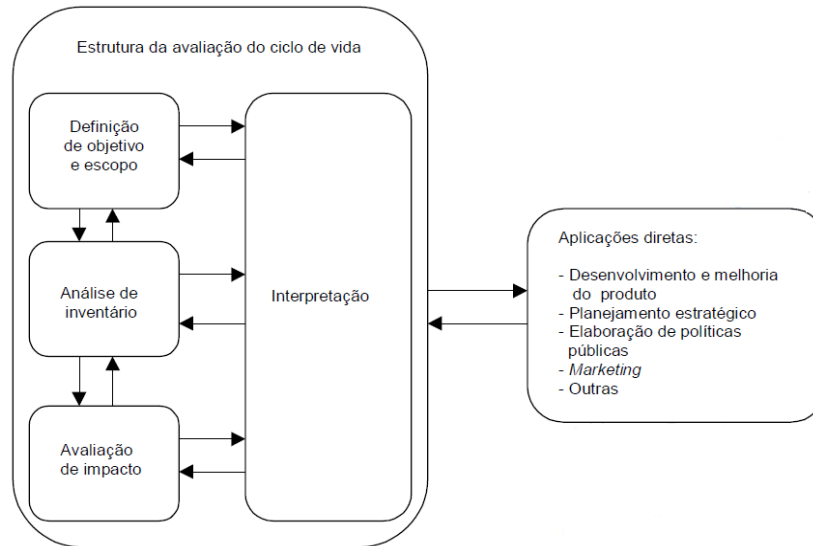 Estrutura da avaliação do ciclo de vida
Definição
de objetivo
e escopo
Análise de
inventário
Avaliação
de impacto
Interpretação
Aplicações diretas:
- Desenvolvimento e melhoria
do produto
- Planejamento estratégico
- Elaboração de políticas
públicas
- Marketing
- Outras